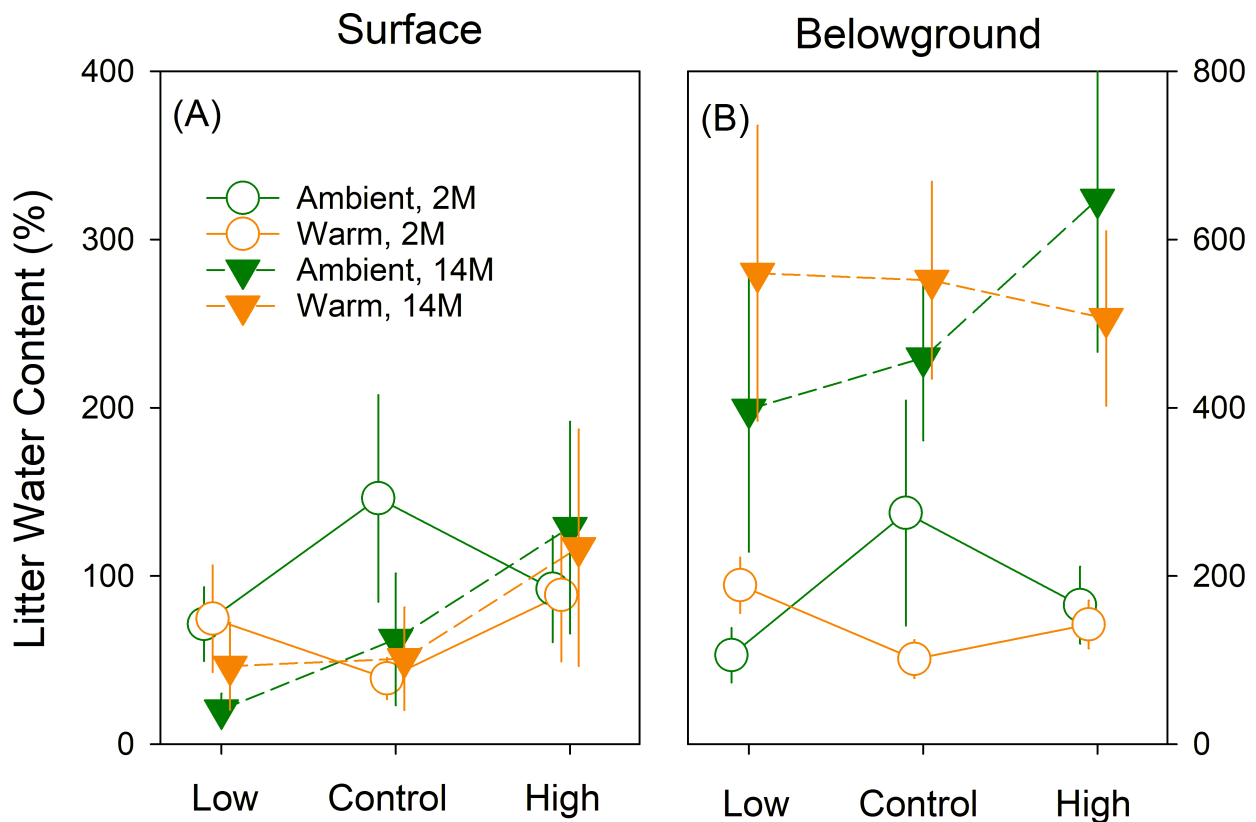 Surface
Belowground
Litter Water Content (%)
400
300
200
100
0
(A)
Ambient, 2M
Warm, 2M
Ambient, 14M
Warm, 14M
Low
Control
High
(B)
800
600
400
200
0
Low
Control
High